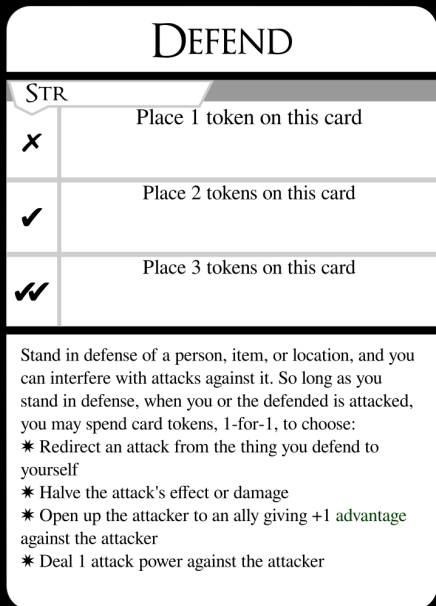 DEFEND
STR
✗ Place 1 token on this card
✔ Place 2 tokens on this card
✔✔ Place 3 tokens on this card
Stand in defense of a person, item, or location, and you
can interfere with attacks against it. So long as you
stand in defense, when you or the defended is attacked,
you may spend card tokens, 1-for-1, to choose:
✷ Redirect an attack from the thing you defend to
yourself
✷ Halve the attack's effect or damage
✷ Open up the attacker to an ally giving +1 advantage
against the attacker
✷ Deal 1 attack power against the attacker